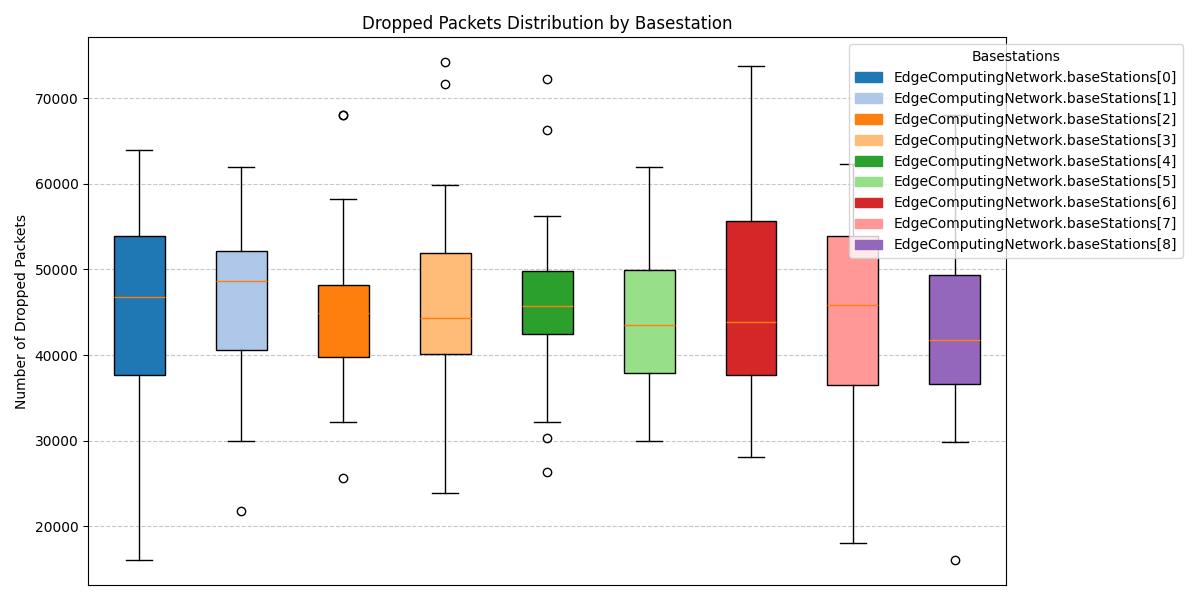 Dropped Packets Distribution by Basestation
Number of Dropped Packets
70000
60000
50000
40000
30000
20000
Basestations
EdgeComputingNetwork.baseStations[0]
EdgeComputingNetwork.baseStations[1]
EdgeComputingNetwork.baseStations[2]
EdgeComputingNetwork.baseStations[3]
EdgeComputingNetwork.baseStations[4]
EdgeComputingNetwork.baseStations[5]
EdgeComputingNetwork.baseStations[6]
EdgeComputingNetwork.baseStations[7]
EdgeComputingNetwork.baseStations[8]